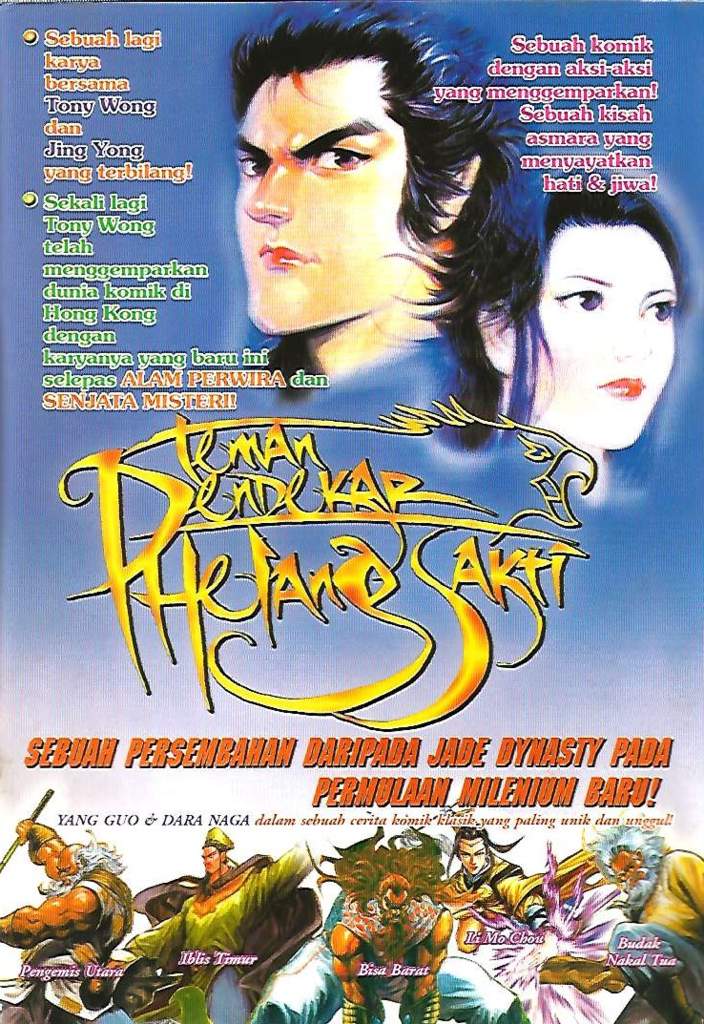 Sebuah lagi
karya
bersama
Tony Wong
dan
Jing Yong
yang terbilang!
Sekali lagi
Tony Wong
telah
menggemparkan
dunia komik di
Hong Kong
dengan
karyanya yang baru ini
selepas ALAM PERWIRA dan
SENJATA MISTERI!
Sebuah komik
dengan aksi-aksi
yang menggemparkan!
Sebuah kisah
asmara yang
menyayatkan
hati & jiwa!
Teman
Pendekar
Helang Sakti
SEBUAH PERSEMBAHAN DARIPADA JADE DYNASTY PADA
PERMULAAN MILENIUM BARU!
YANG GUO & DARA NAGA dalam sebuah cerita komik klasik yang paling unik dan unggul!
Pengemis Utara
Iblis Timur
Bisa Barat
Li Mo Chou
Budak
Nakal Tua